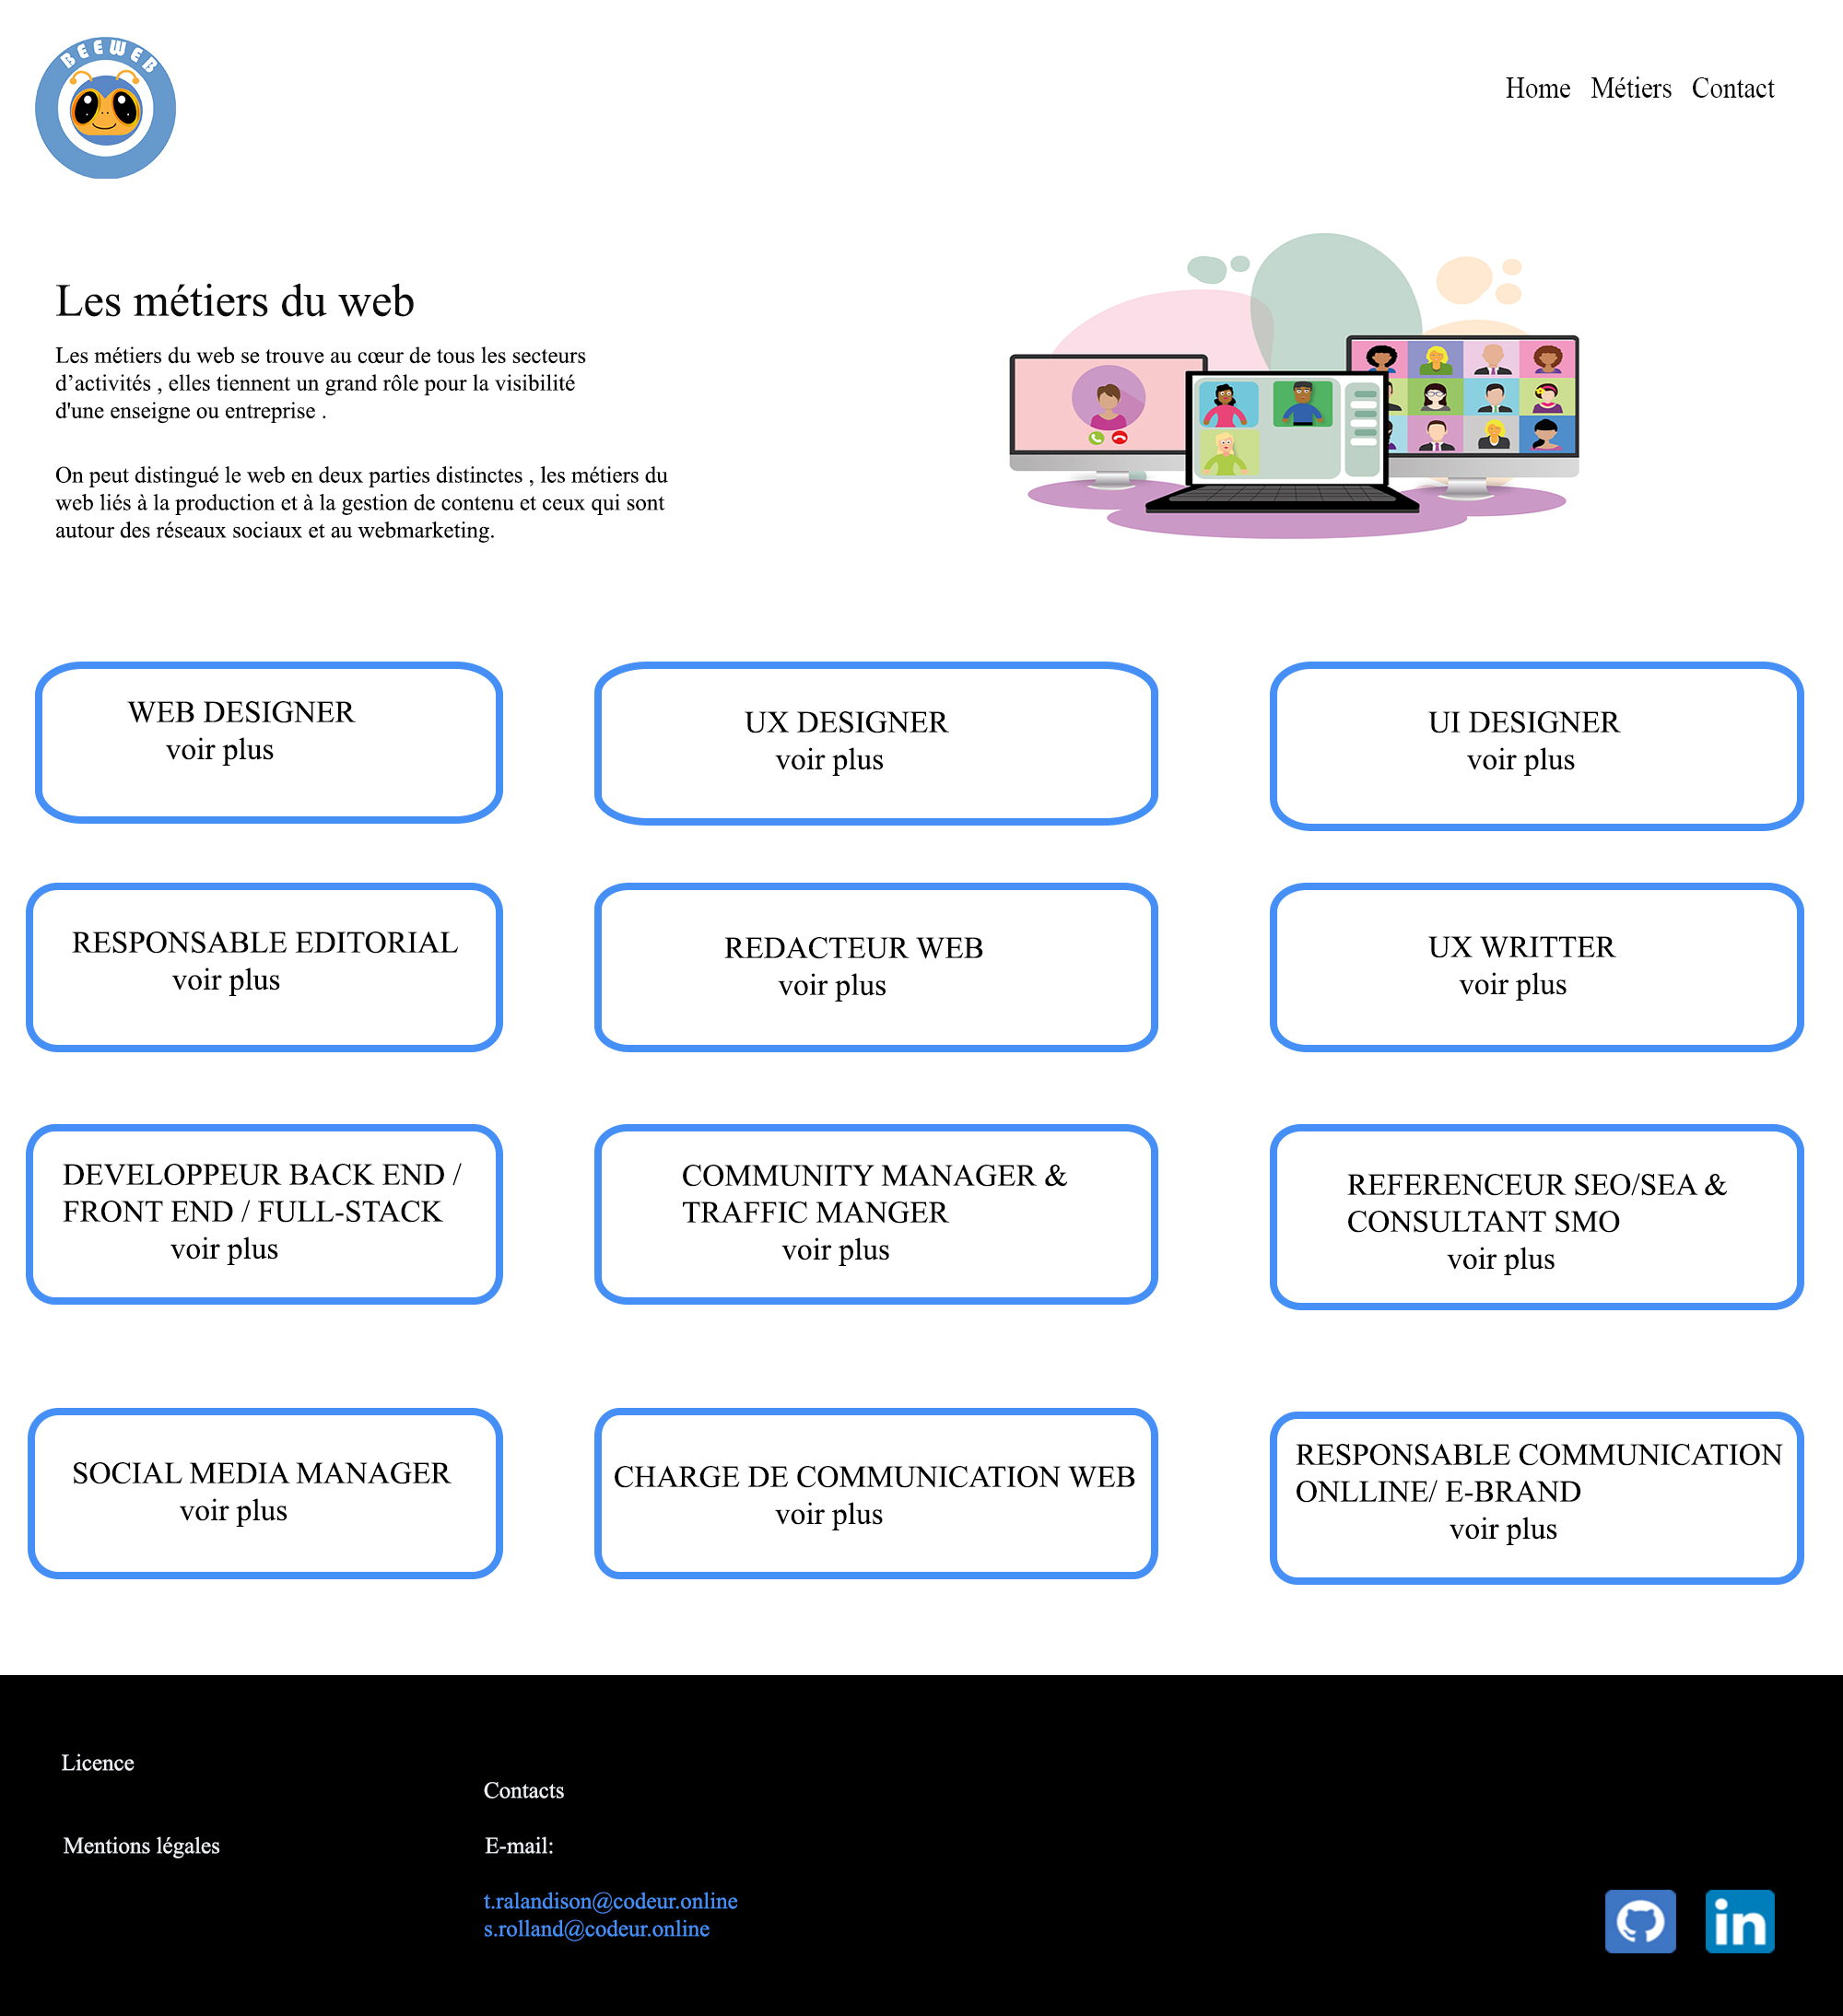 BEEWEB
Home Métiers Contact
Les métiers du web
Les métiers du web se trouve au cœur de tous les secteurs
d’activités , elles tiennent un grand rôle pour la visibilité
d'une enseigne ou entreprise .
On peut distingué le web en deux parties distinctes , les métiers du
web liés à la production et à la gestion de contenu et ceux qui sont
autour des réseaux sociaux et au webmarketing.
WEB DESIGNER
voir plus
UX DESIGNER
voir plus
UI DESIGNER
voir plus
RESPONSABLE EDITORIAL
voir plus
REDACTEUR WEB
voir plus
UX WRITTER
voir plus
DEVELOPPEUR BACK END /
FRONT END / FULL-STACK
voir plus
COMMUNITY MANAGER &
TRAFFIC MANGER
voir plus
REFERENCEUR SEO/SEA &
CONSULTANT SMO
voir plus
SOCIAL MEDIA MANAGER
voir plus
CHARGE DE COMMUNICATION WEB
voir plus
RESPONSABLE COMMUNICATION
ONLLINE/ E-BRAND
voir plus
Licence
Mentions légales
Contacts
E-mail:
t.ralandison@codeur.online
s.rolland@codeur.online
in